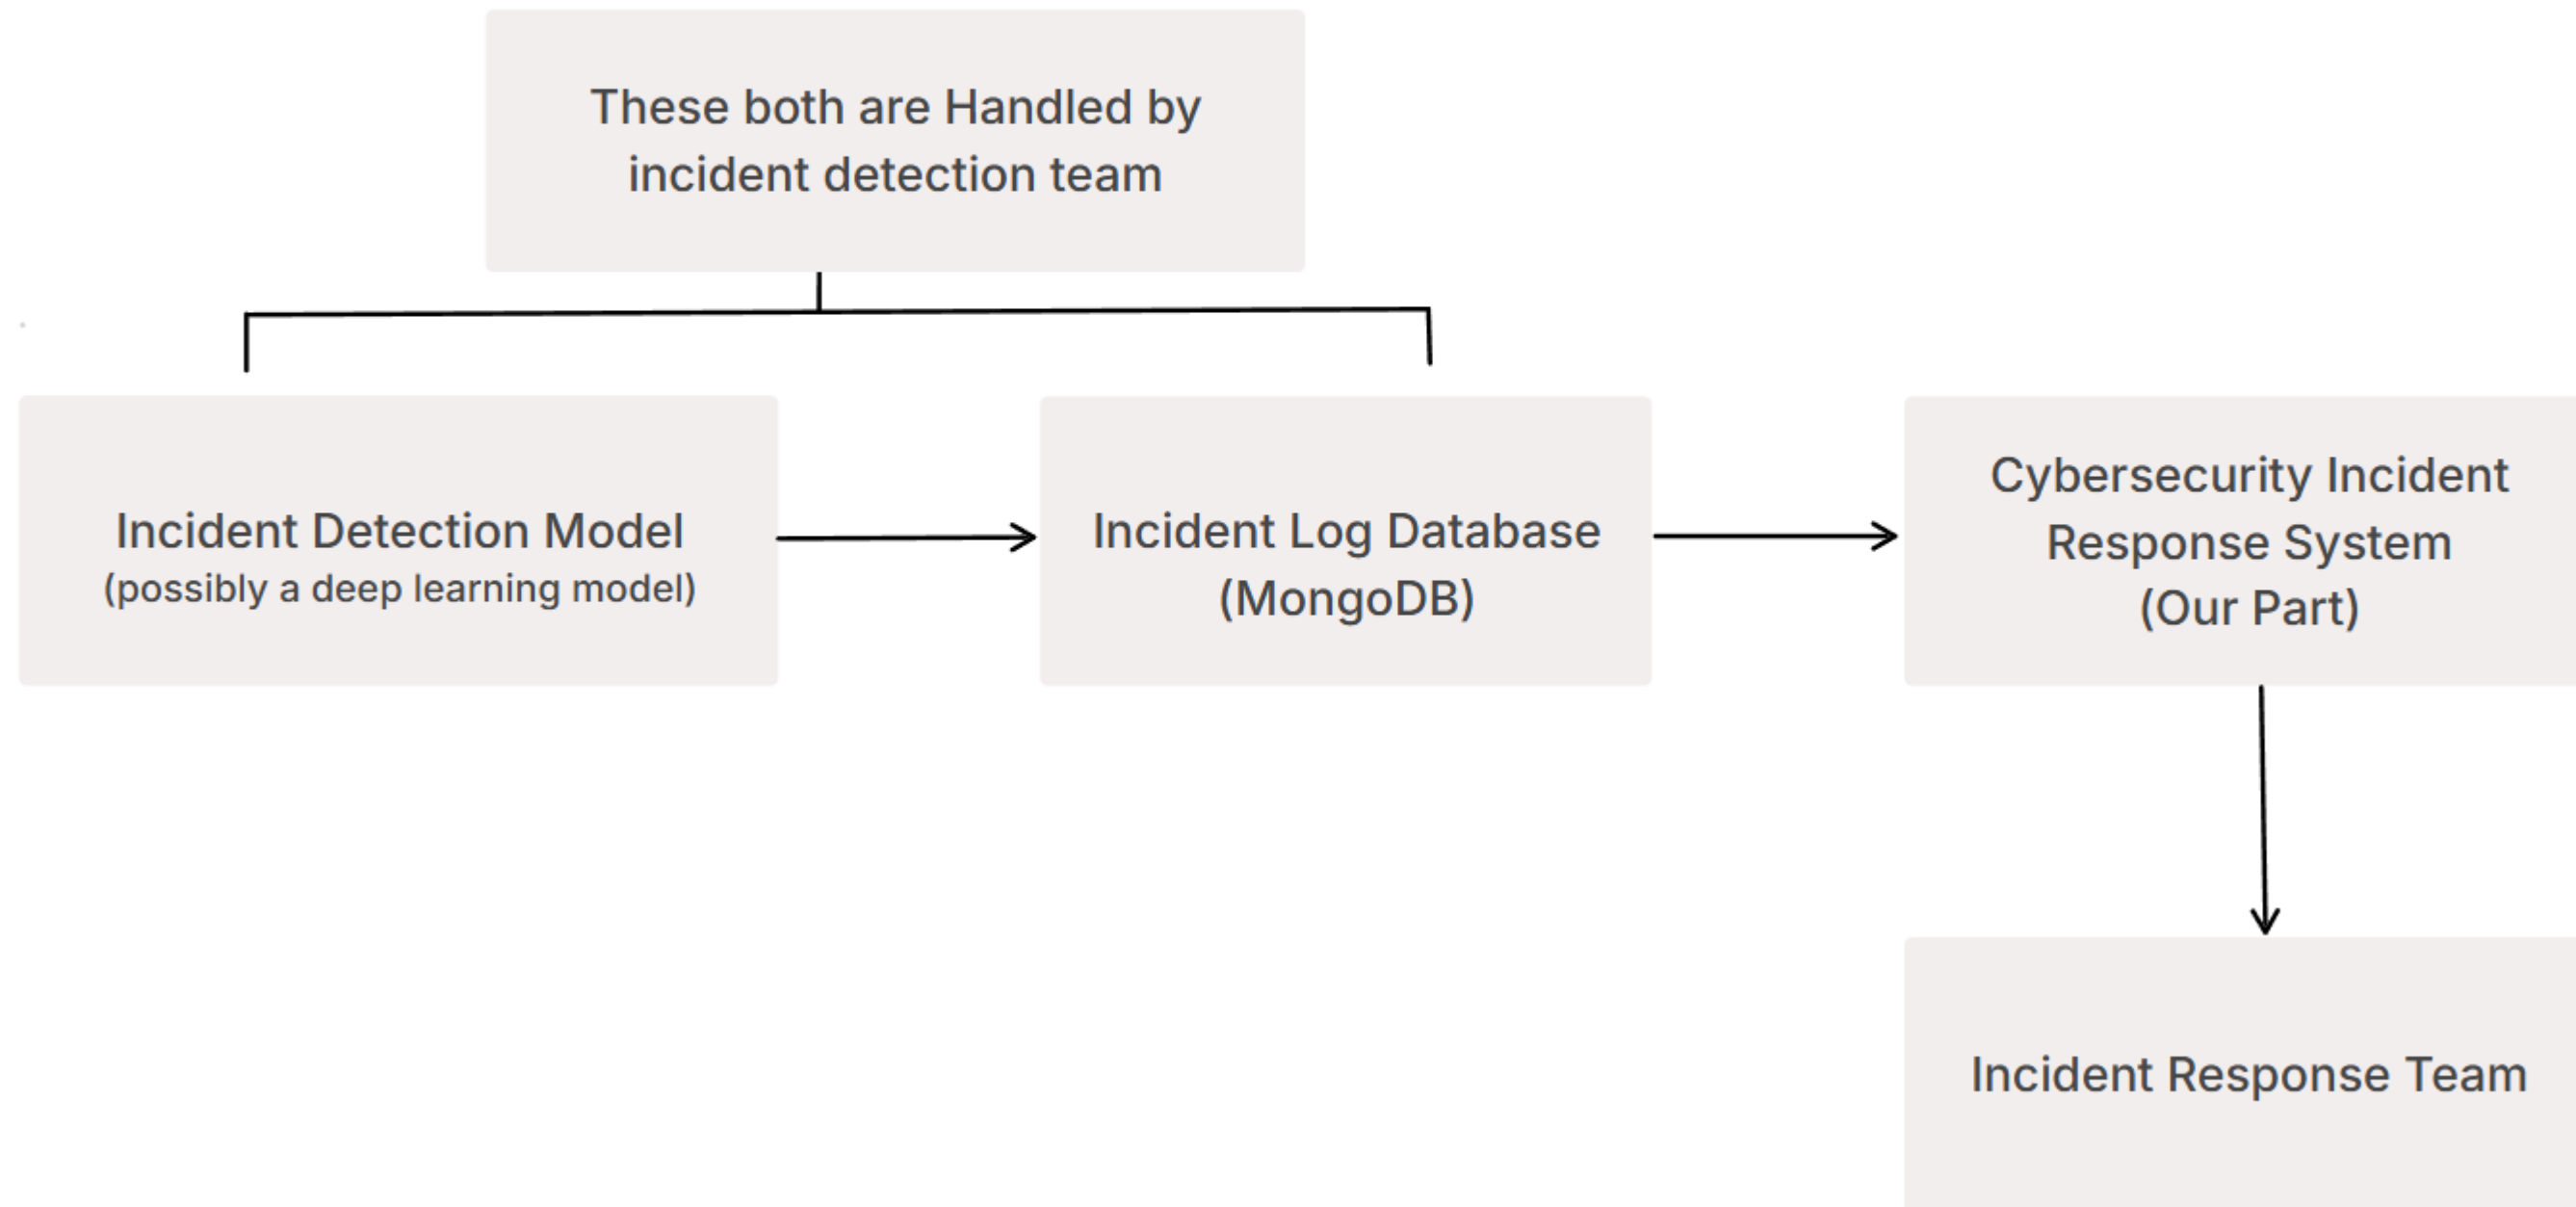 These both are Handled by
incident detection team
Incident Detection Model
(possibly a deep learning model)
Incident Log Database
(MongoDB)
Cybersecurity Incident
Response System
(Our Part)
Incident Response Team